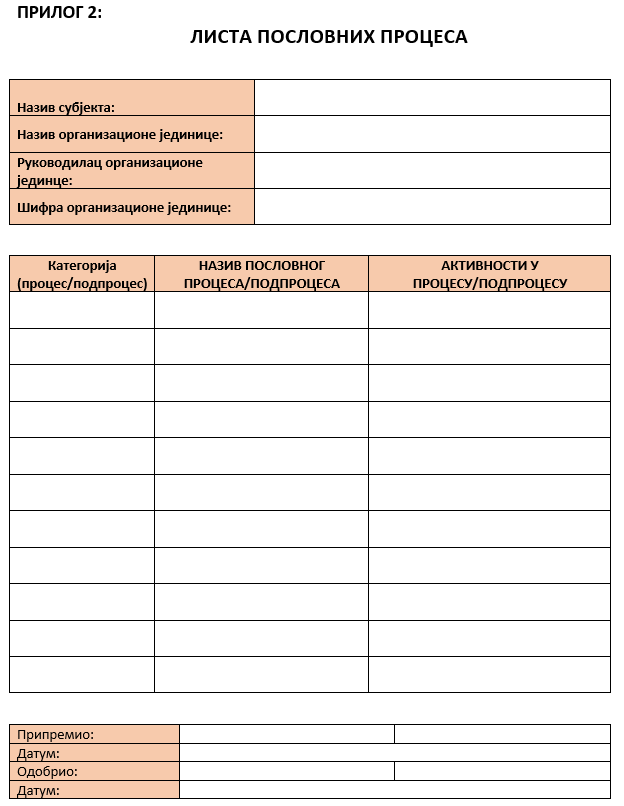 ПРИЛОГ 2:
ЛИСТА ПОСЛОВНИХ ПРОЦЕСА
Назив субјекта:
Назив организационе јединице:
Руководилац организационе
јединце:
Шифра организационе јединице:
Категорија
(процес/подпроцес)
НАЗИВ ПОСЛОВНОГ
ПРОЦЕСА/ПОДПРОЦЕСА
АКТИВНОСТИ У
ПРОЦЕСУ/ПОДПРОЦЕСУ
Припремио:
Датум:
Одобрио:
Датум: